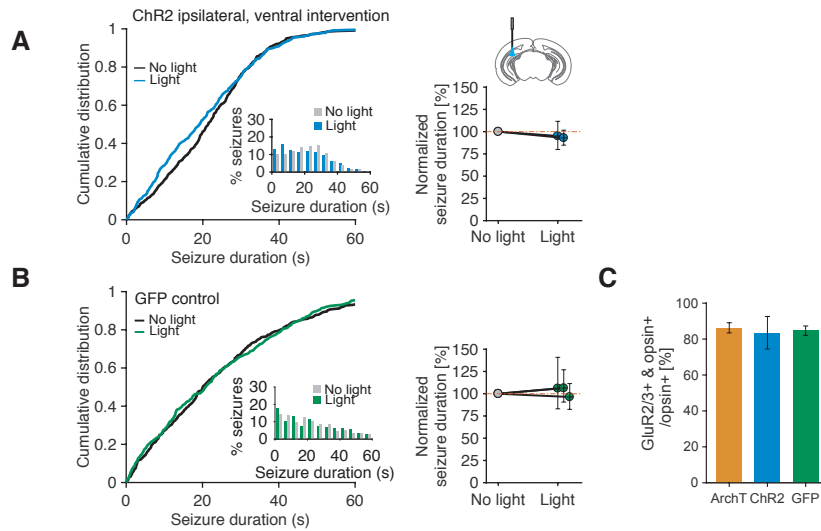 A
ChR2 ipsilateral, ventral intervention
Cumulative distribution
1
0.8
0.6
0.4
0.2
0
No light
Light
% seizures
30
20
10
0
No light
Light
0 20 40 60
Seizure duration (s)
0 20 40 60
Seizure duration (s)
Normalized
seizure duration [%]
150
125
100
75
50
25
0
No light Light
B
GFP control
Cumulative distribution
1
0.8
0.6
0.4
0.2
0
No light
Light
% seizures
30
20
10
0
No light
Light
0 20 40 60
Seizure duration (s)
0 20 40 60
Seizure duration (s)
Normalized
seizure duration [%]
150
125
100
75
50
25
0
No light Light
C
GluR2/3+ & opsin+
/opsin+ [%]
100
80
60
40
20
0
ArchT ChR2 GFP